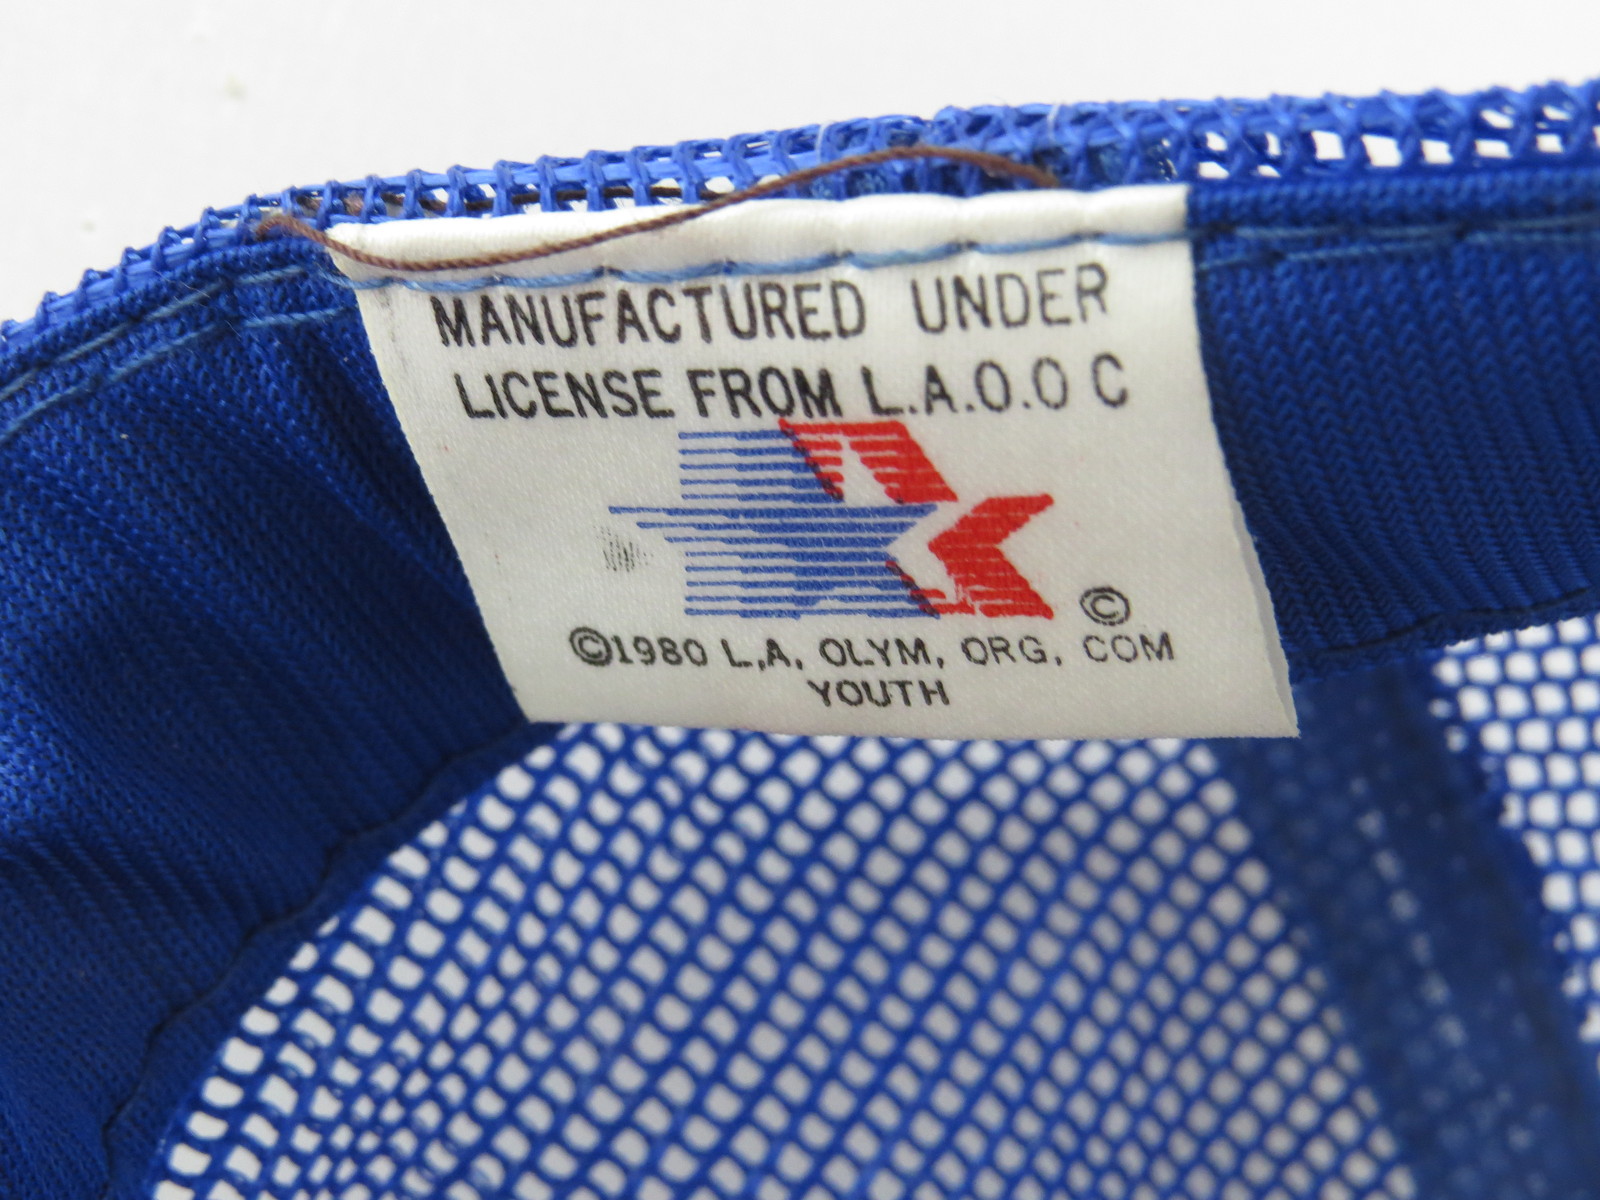 MANUFACTURED UNDER
LICENSE FROM L.A.O.O C
©
©1980 L.A. OLYM. ORG. COM
YOUTH